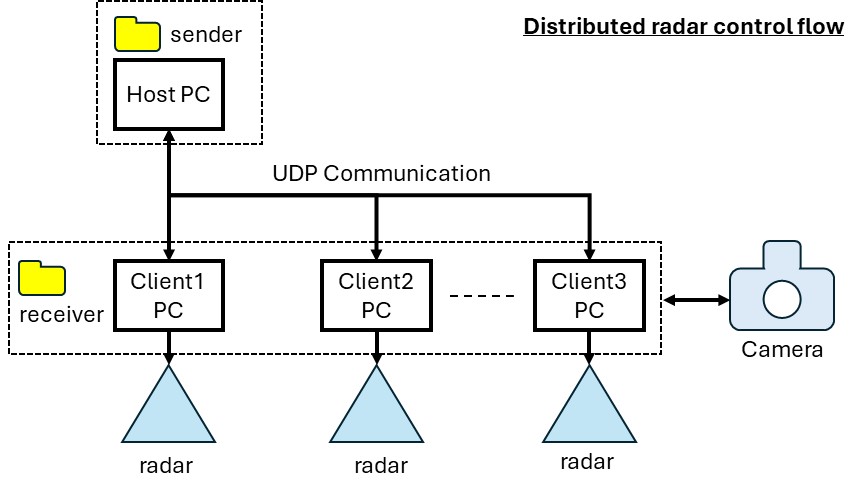 Distributed radar control flow
sender
Host PC
UDP Communication
receiver
Client1
PC
Client2
PC
Client3
PC
Camera
radar
radar
radar